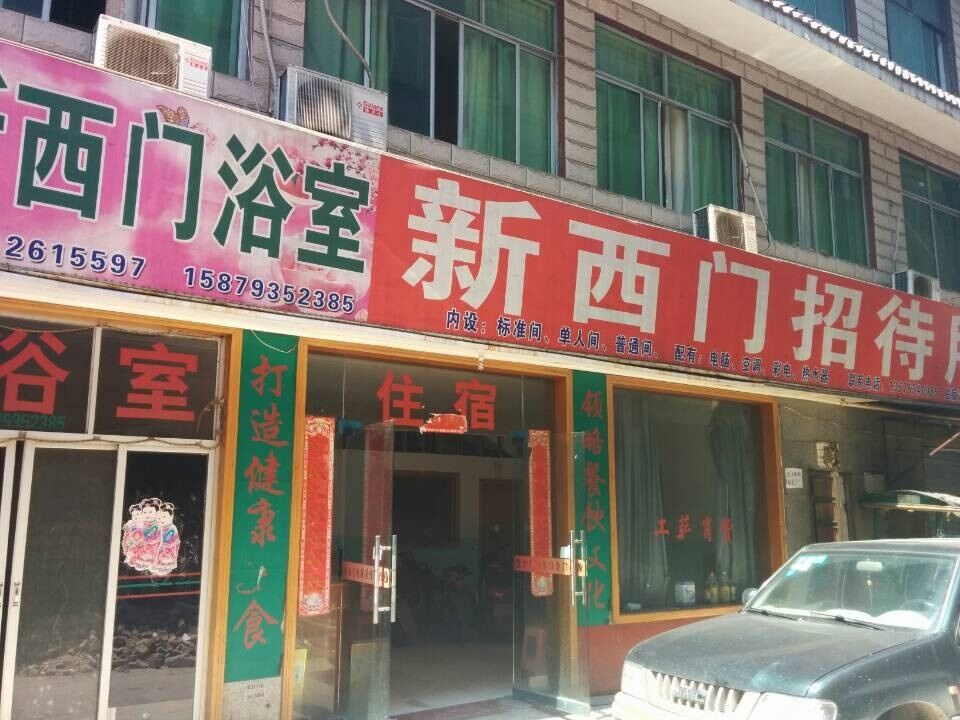 西门浴室
2615597 15879352385
新西门招待
内设：标准间、单人间、普通间、 配有：电脑、空调、彩电、热水器
浴室
住宿
打造健康 食
领略餐饮文化